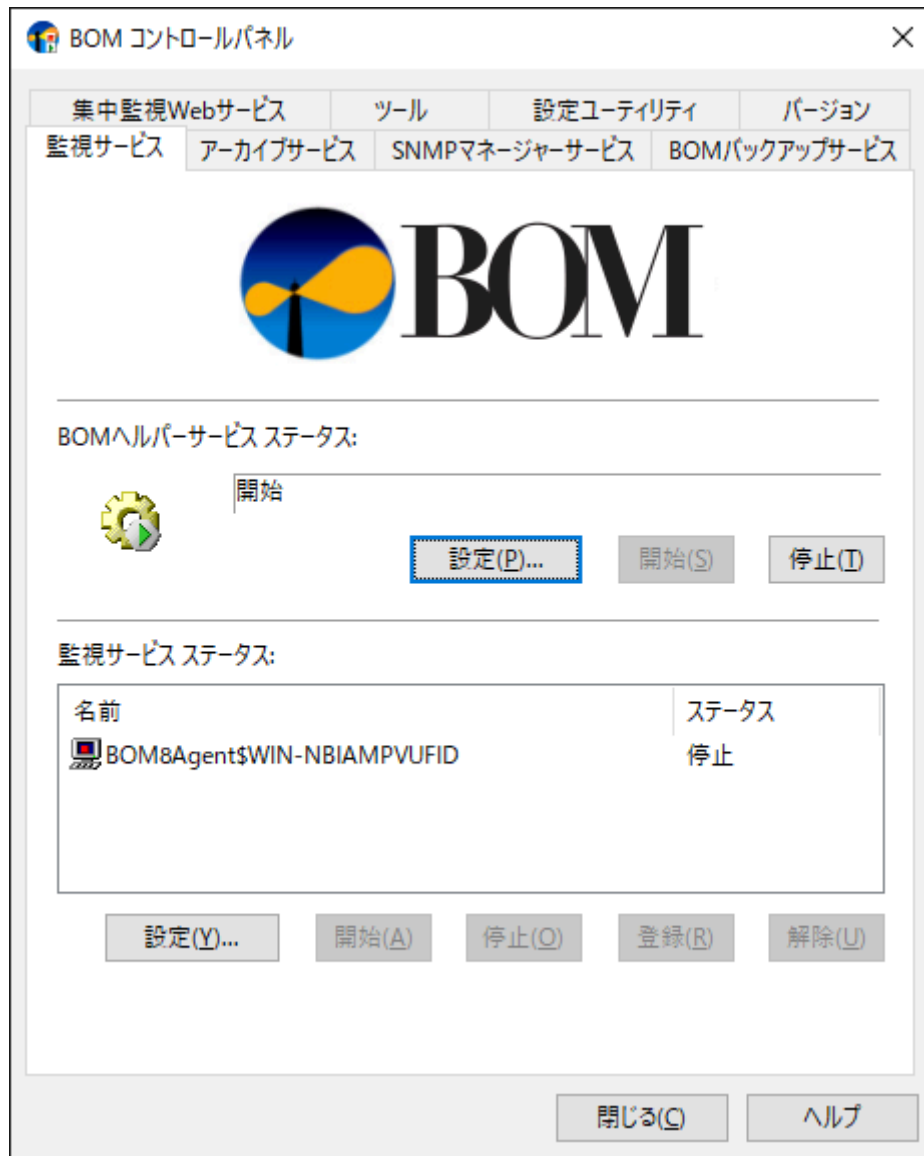 BOM コントロールパネル
集中監視Webサービス ツール 設定ユーティリティ バージョン
監視サービス アーカイブサービス SNMPマネージャーサービス BOMバックアップサービス
BOM
BOMヘルパーサービス ステータス:
開始
設定(P)... 開始(S) 停止(T)
監視サービス ステータス:
名前 ステータス
BOM8Agent$WIN-NBIAMPVUFID 停止
設定(Y)... 開始(A) 停止(O) 登録(R) 解除(U)
閉じる(C) ヘルプ